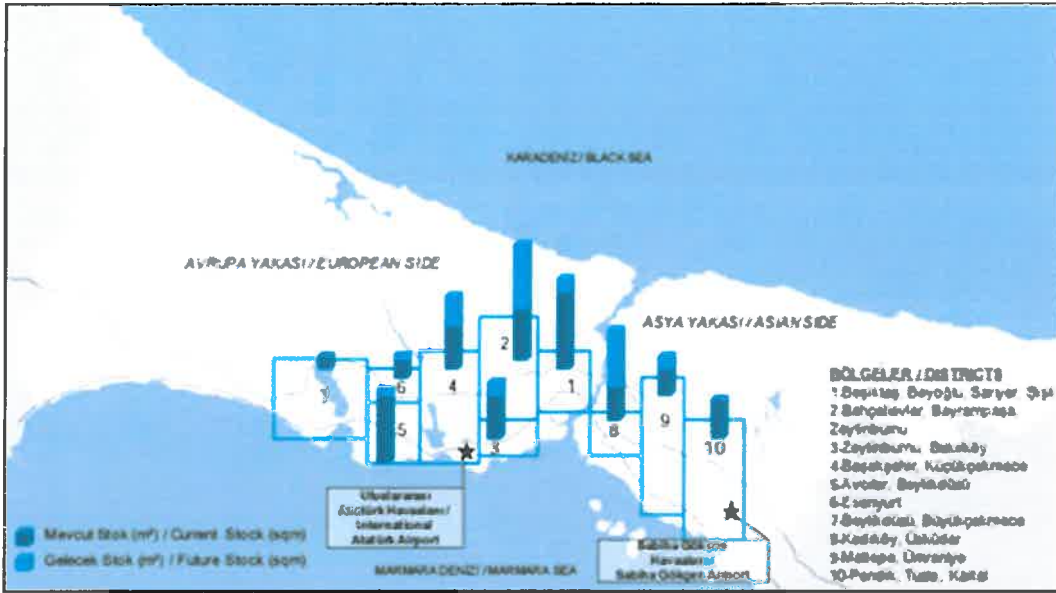 KARADENİZ / BLACK SEA
AVRUPA YAKASI / EUROPEAN SIDE
ASYA YAKASI / ASIAN SIDE
2
6
4
1
5
3
8
9
10
BÖLGELER / DISTRICTS
1-Beşiktaş, Beyoğlu, Sarıyer, Şişli
2-Bahçelievler, Bayrampaşa,
Zeytinburnu
3-Zeytinburnu, Bakırköy
4-Başakşehir, Küçükçekmece
5-Avcılar, Beylikdüzü
6-Esenyurt
7-Beylikdüzü, Büyükçekmece
8-Kadıköy, Üsküdar
9-Maltepe, Ümraniye
10-Pendik, Tuzla, Kartal
Uluslararası
Atatürk Havaalanı /
International
Atatürk Airport
Mevcut Stok (m²) / Current Stock (sqm)
Gelecek Stok (m²) / Future Stock (sqm)
MARMARA DENİZİ / MARMARA SEA
Sabiha Gökçen
Havaalanı
Sabiha Gökçen Airport